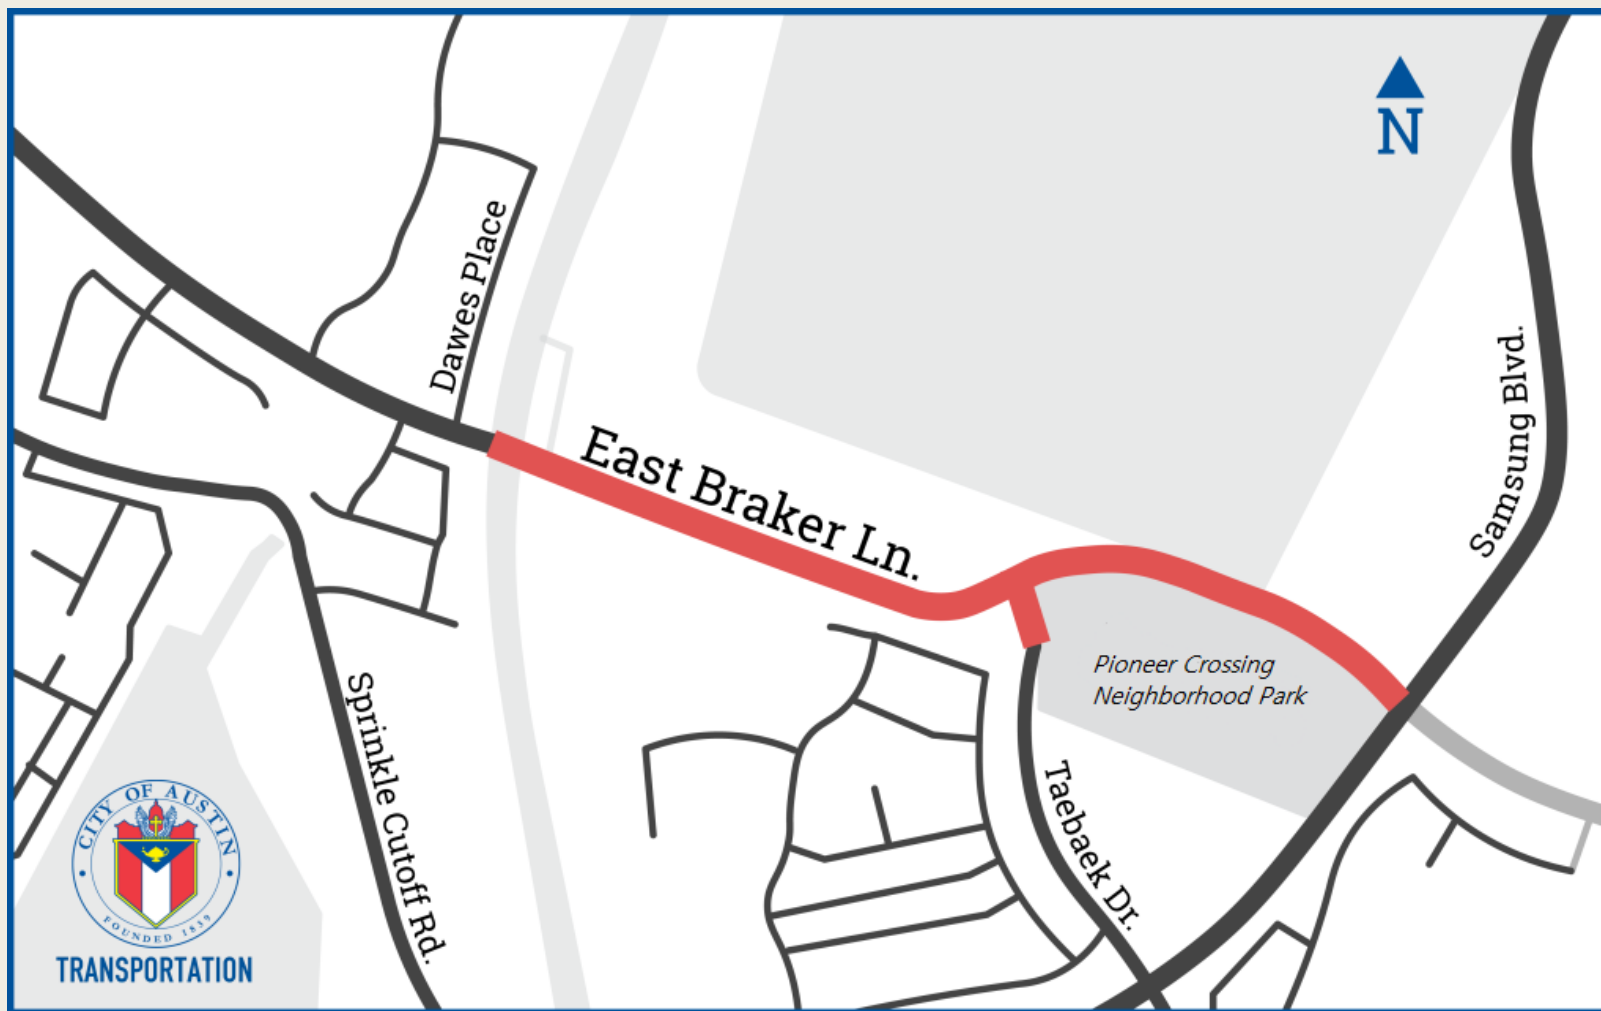 N
Dawes Place
East Braker Ln.
Samsung Blvd.
Pioneer Crossing
Neighborhood Park
Sprinkle Cutoff Rd.
Taebaek Dr.
CITY OF AUSTIN
FOUNDED 1839
TRANSPORTATION